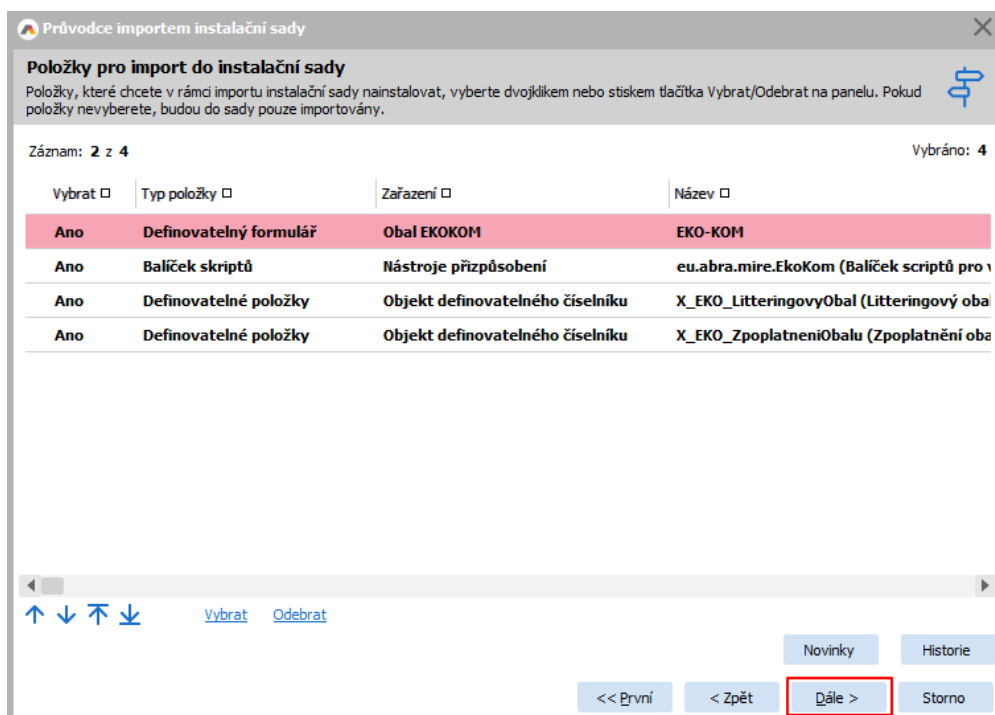 Průvodce importem instalační sady
Položky pro import do instalační sady
Položky, které chcete v rámci importu instalační sady nainstalovat, vyberte dvojklikem nebo stiskem tlačítka Vybrat/Odebrat na panelu. Pokud
položky nevyberete, budou do sady pouze importovány.
Záznam: 2 z 4 Vybráno: 4
Vybrat Typ položky Zařazení Název
Ano Definovatelný formulář Obal EKOKOM EKO-KOM
Ano Balíček skriptů Nástroje přizpůsobení eu.abra.mire.EkoKom (Balíček scriptů pro
Ano Definovatelné položky Objekt definovatelného číselníku X_EKO_LitteringovyObal (Litteringový obal
Ano Definovatelné položky Objekt definovatelného číselníku X_EKO_ZpoplatneniObalu (Zpoplatnění oba
Vybrat Odebrat
Novinky Historie
<< První < Zpět Dále > Storno